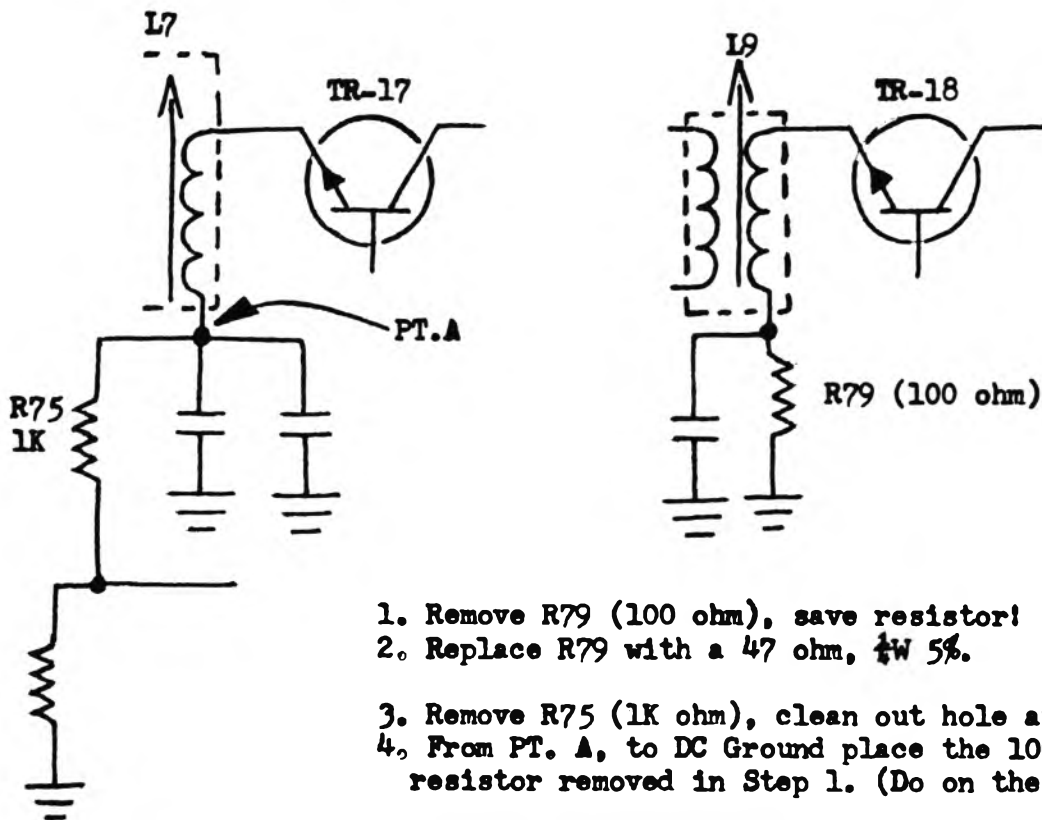 L7
TR-17
L9
TR-18
PT.A
R75
1K
R79 (100 ohm)
1. Remove R79 (100 ohm), save resistor!
2. Replace R79 with a 47 ohm, ¼W 5%.
3. Remove R75 (1K ohm), clean out hole a
4. From PT. A, to DC Ground place the 10
resistor removed in Step 1. (Do on the